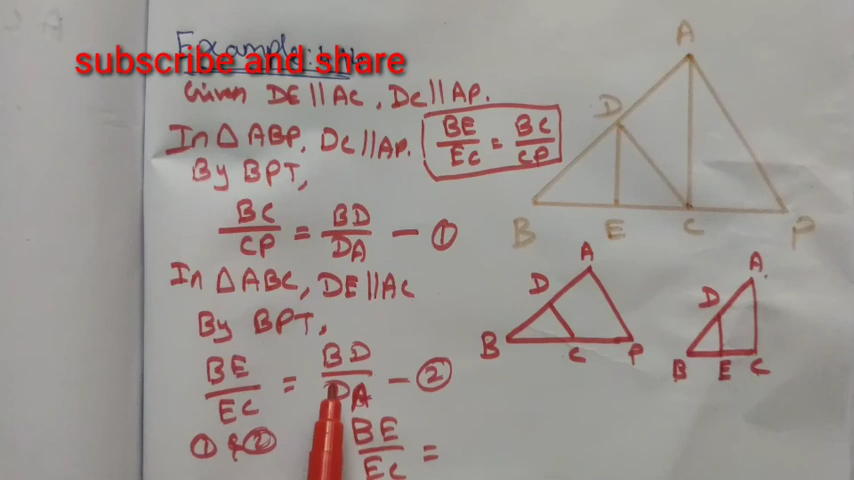 Example:
subscribe and share
Given DE || AC, DC || AP.
In △ ABP, DC || AP.
BE/EC = BC/CP
By BPT,
BC/CP = BD/DA — ①
In △ ABC, DE || AC
By BPT,
BE/EC = BD/DA — ②
① & ②
BE/EC =
A
D
B E C P
A
D
B C P
A
D
B E C